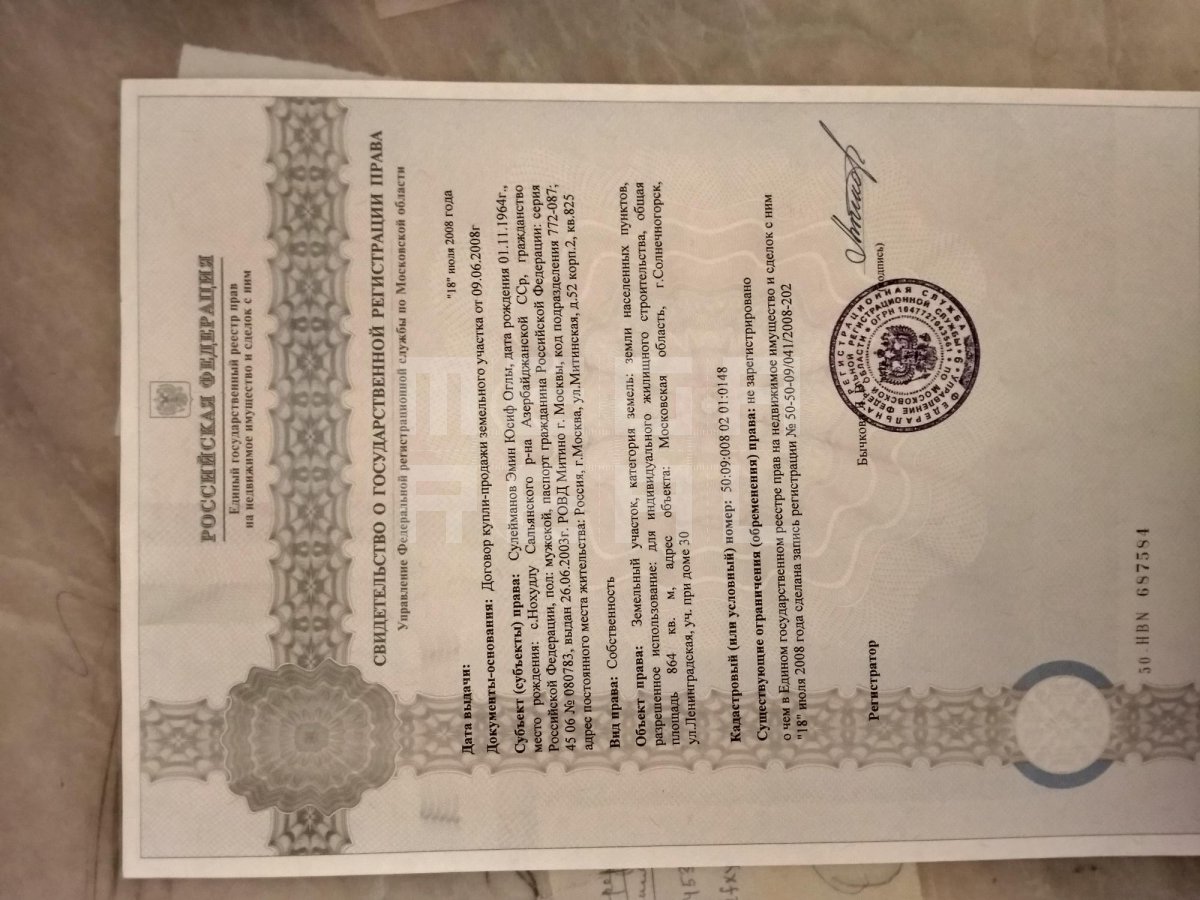 РОССИЙСКАЯ ФЕДЕРАЦИЯ
Единый государственный реестр прав
на недвижимое имущество и сделок с ним
СВИДЕТЕЛЬСТВО О ГОСУДАРСТВЕННОЙ РЕГИСТРАЦИИ ПРАВА
Управление Федеральной регистрационной службы по Московской области
Дата выдачи: "18" июля 2008 года
Документы-основания: Договор купли-продажи земельного участка от 09.06.2008г
Субъект (субъекты) права: Сулейманов Эмин Юсиф Оглы, дата рождения 01.11.1964г.,
место рождения: с.Нохудлу Сальянского р-на Азербайджанской ССр, гражданство
Российской Федерации, пол: мужской, паспорт гражданина Российской Федерации: серия
45 06 № 080783, выдан 26.06.2003г. РОВД Митино г. Москвы, код подразделения 772-087;
адрес постоянного места жительства: Россия, г.Москва, ул.Митинская, д.52 корп.2, кв.825
Вид права: Собственность
Объект права: Земельный участок, категория земель: земли населенных пунктов,
разрешенное использование: для индивидуального жилищного строительства, общая
площадь 864 кв. м, адрес объекта: Московская область, г.Солнечногорск,
ул.Ленинградская, уч. при доме 30
Кадастровый (или условный) номер: 50:09:008 02 01:0148
Существующие ограничения (обременения) права: не зарегистрировано
о чем в Едином государственном реестре прав на недвижимое имущество и сделок с ним
"18" июля 2008 года сделана запись регистрации № 50-50-09/041/2008-202
Регистратор
50-НВN 687584